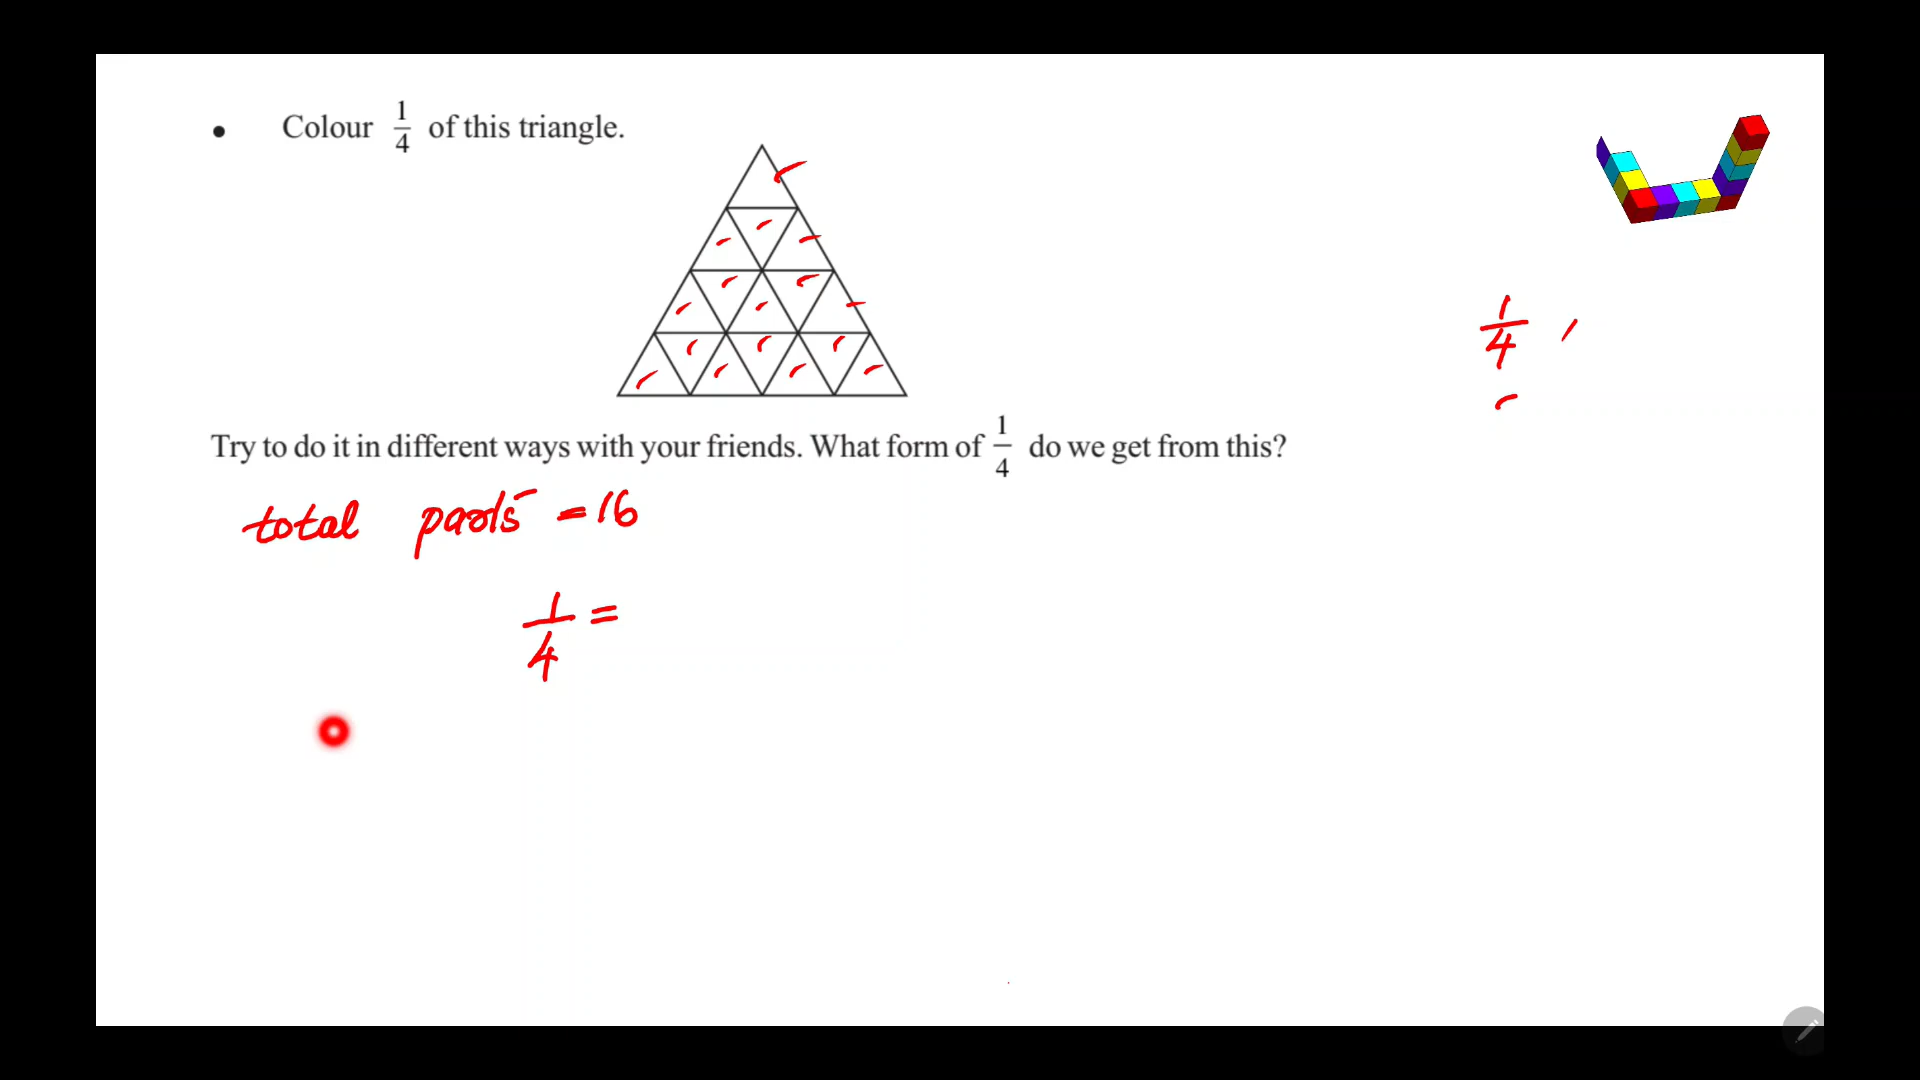 • Colour 1/4 of this triangle.
1/4 ,
Try to do it in different ways with your friends. What form of 1/4 do we get from this?
total parts = 16
1/4 =